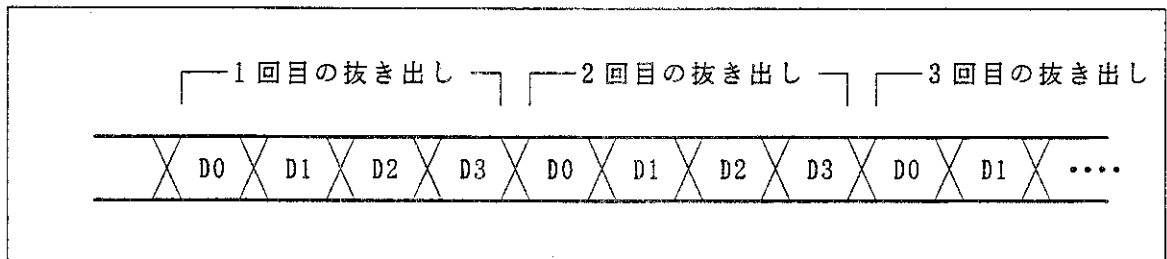 1回目の抜き出し 2回目の抜き出し 3回目の抜き出し
D0 D1 D2 D3 D0 D1 D2 D3 D0 D1 ････